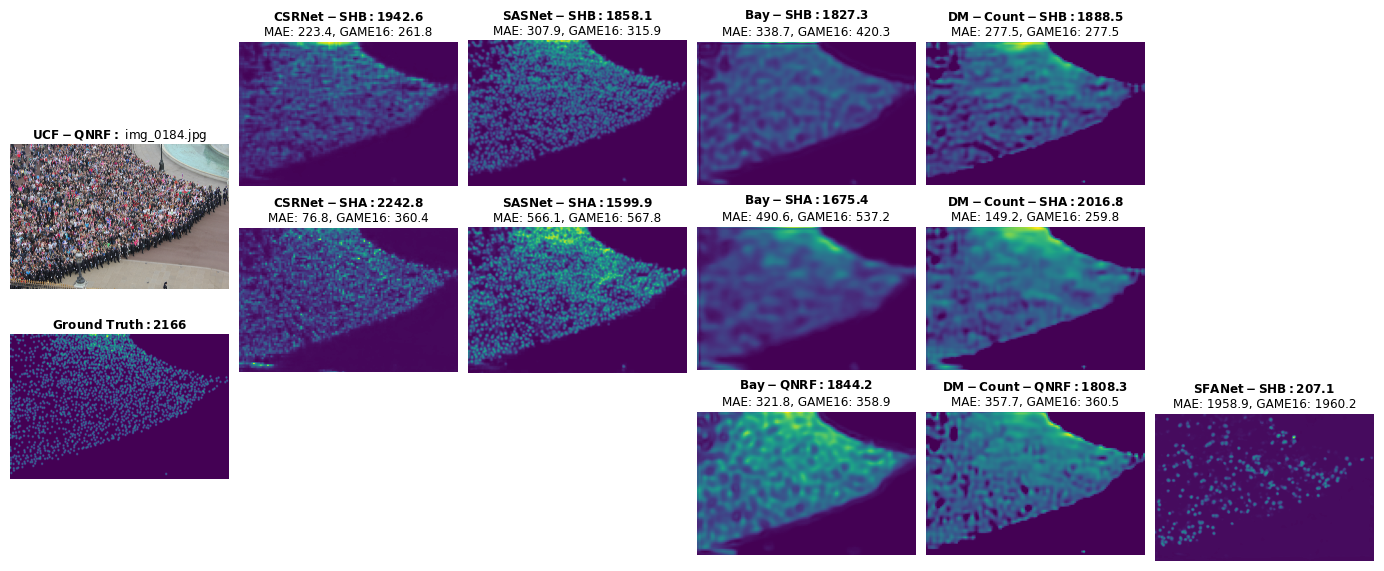 CSRNet − SHB: 1942.6
MAE: 223.4, GAME16: 261.8
SASNet − SHB: 1858.1
MAE: 307.9, GAME16: 315.9
Bay − SHB: 1827.3
MAE: 338.7, GAME16: 420.3
DM − Count − SHB: 1888.5
MAE: 277.5, GAME16: 277.5
UCF − QNRF: img_0184.jpg
CSRNet − SHA: 2242.8
MAE: 76.8, GAME16: 360.4
SASNet − SHA: 1599.9
MAE: 566.1, GAME16: 567.8
Bay − SHA: 1675.4
MAE: 490.6, GAME16: 537.2
DM − Count − SHA: 2016.8
MAE: 149.2, GAME16: 259.8
Ground Truth: 2166
Bay − QNRF: 1844.2
MAE: 321.8, GAME16: 358.9
DM − Count − QNRF: 1808.3
MAE: 357.7, GAME16: 360.5
SFANet − SHB: 207.1
MAE: 1958.9, GAME16: 1960.2